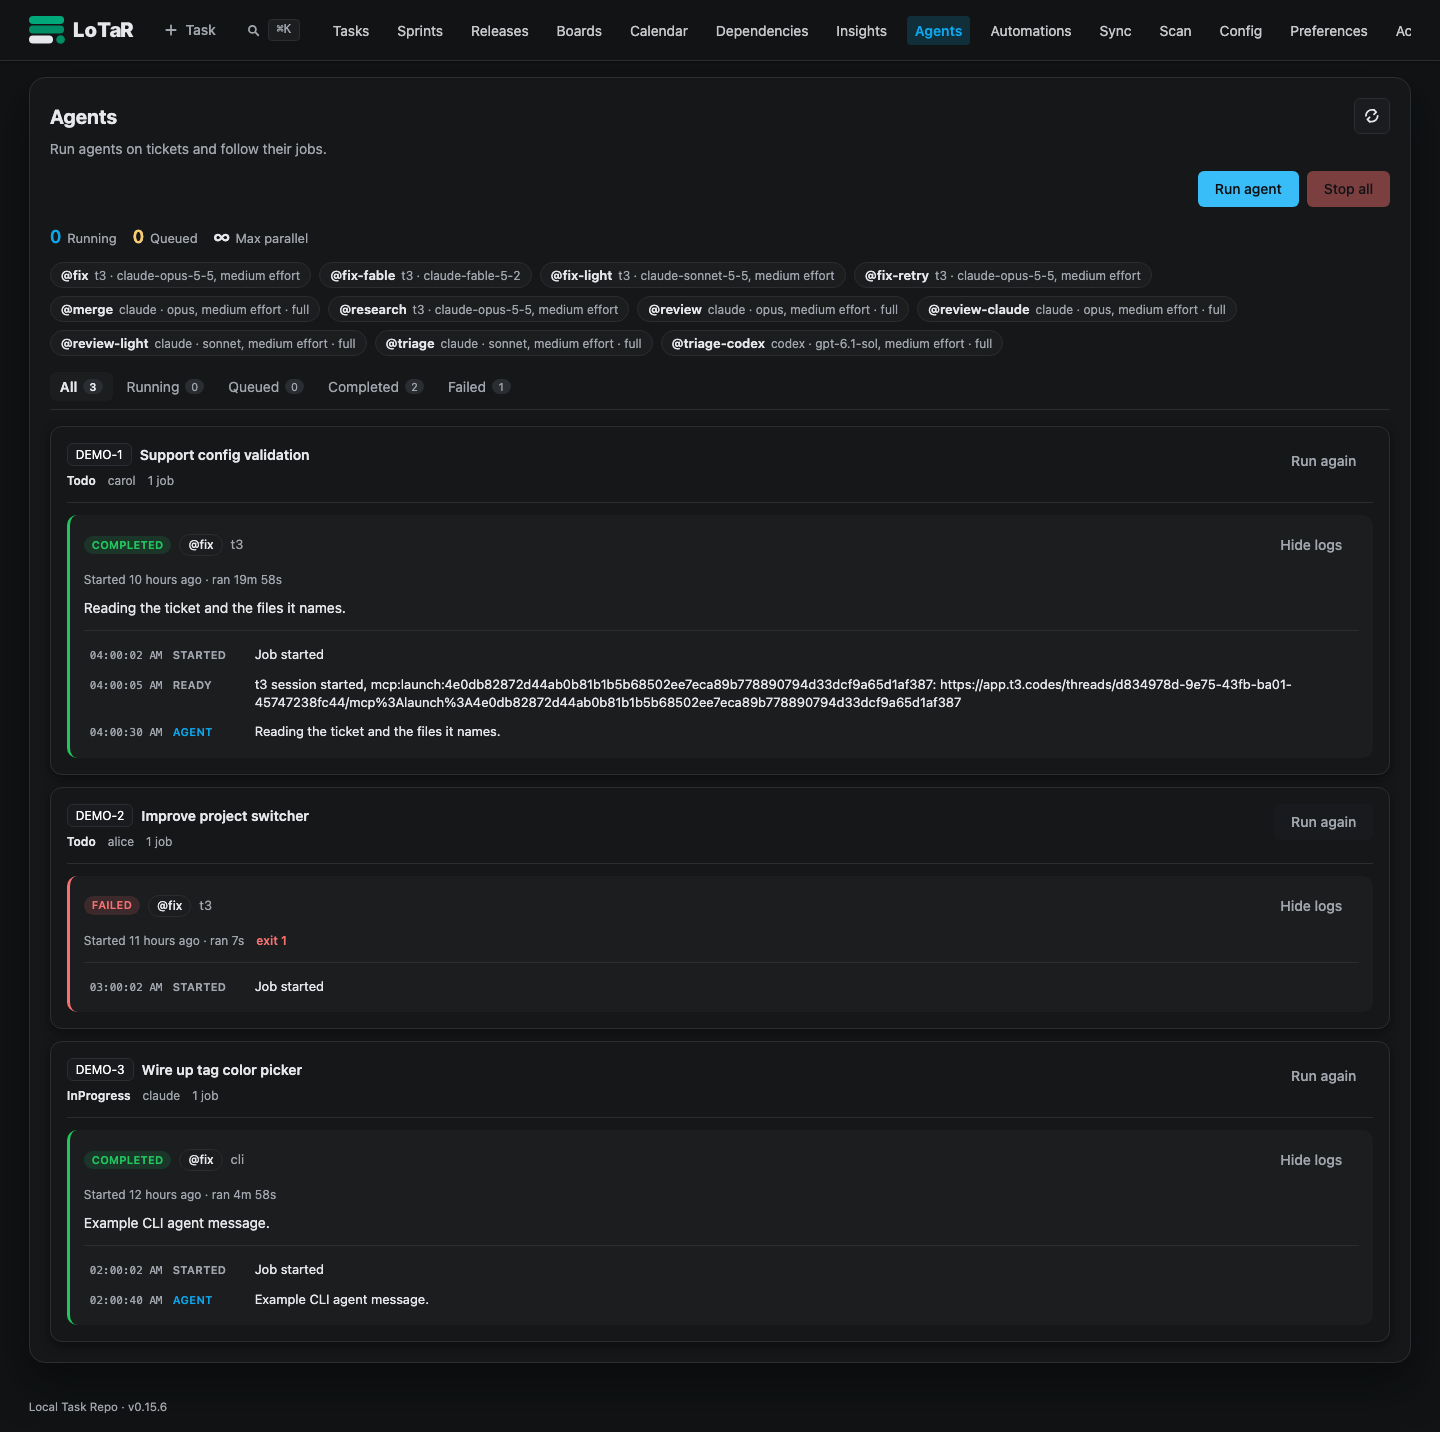 LoTaR + Task ⌘K Tasks Sprints Releases Boards Calendar Dependencies Insights Agents Automations Sync Scan Config Preferences Ac
Agents
Run agents on tickets and follow their jobs.
Run agent Stop all
0 Running 0 Queued ∞ Max parallel
@fix t3 · claude-opus-5-5, medium effort @fix-fable t3 · claude-fable-5-2 @fix-light t3 · claude-sonnet-5-5, medium effort @fix-retry t3 · claude-opus-5-5, medium effort
@merge claude · opus, medium effort · full @research t3 · claude-opus-5-5, medium effort @review claude · opus, medium effort · full @review-claude claude · opus, medium effort · full
@review-light claude · sonnet, medium effort · full @triage claude · sonnet, medium effort · full @triage-codex codex · gpt-6.1-sol, medium effort · full
All 3 Running 0 Queued 0 Completed 2 Failed 1
DEMO-1 Support config validation Run again
Todo carol 1 job
COMPLETED @fix t3 Hide logs
Started 10 hours ago · ran 19m 58s
Reading the ticket and the files it names.
04:00:02 AM STARTED Job started
04:00:05 AM READY t3 session started, mcp:launch:4e0db82872d44ab0b81b1b5b68502ee7eca89b778890794d33dcf9a65d1af387: https://app.t3.codes/threads/d834978d-9e75-43fb-ba01-
45747238fc44/mcp%3Alaunch%3A4e0db82872d44ab0b81b1b5b68502ee7eca89b778890794d33dcf9a65d1af387
04:00:30 AM AGENT Reading the ticket and the files it names.
DEMO-2 Improve project switcher Run again
Todo alice 1 job
FAILED @fix t3 Hide logs
Started 11 hours ago · ran 7s exit 1
03:00:02 AM STARTED Job started
DEMO-3 Wire up tag color picker Run again
InProgress claude 1 job
COMPLETED @fix cli Hide logs
Started 12 hours ago · ran 4m 58s
Example CLI agent message.
02:00:02 AM STARTED Job started
02:00:40 AM AGENT Example CLI agent message.
Local Task Repo · v0.15.6